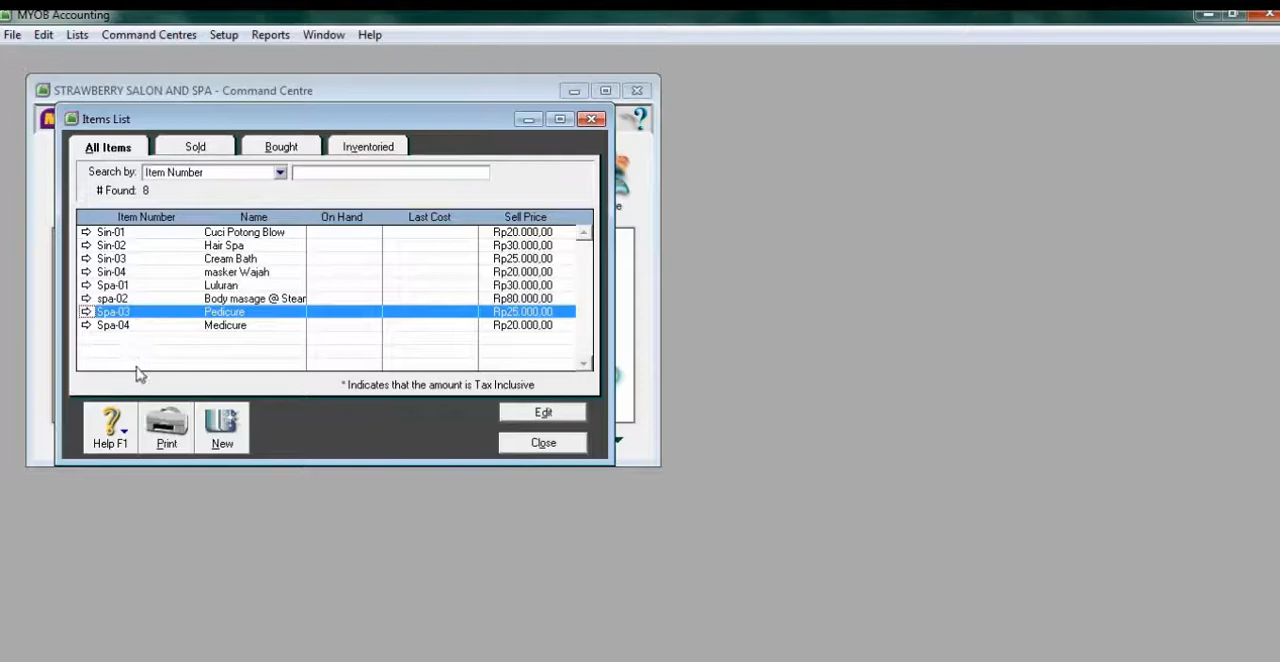 MYOB Accounting
File Edit Lists Command Centres Setup Reports Window Help
STRAWBERRY SALON AND SPA - Command Centre
Items List
All Items Sold Bought Inventoried
Search by: Item Number
# Found: 8
Item Number Name On Hand Last Cost Sell Price
Sin-01 Cuci Potong Blow Rp20.000,00
Sin-02 Hair Spa Rp30.000,00
Sin-03 Cream Bath Rp25.000,00
Sin-04 masker Wajah Rp20.000,00
Spa-01 Luluran Rp30.000,00
spa-02 Body masage @ Stear Rp80.000,00
Spa-03 Pedicure Rp25.000,00
Spa-04 Medicure Rp20.000,00
* Indicates that the amount is Tax Inclusive
Help F1 Print New Edit
Close